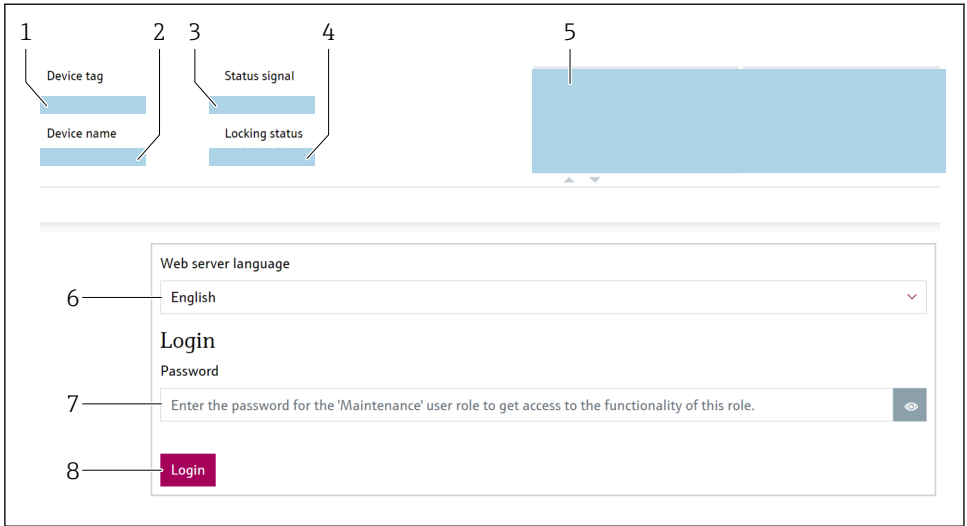 1 2 3 4 5
Device tag Status signal
Device name Locking status
Web server language
6 English
Login
Password
7 Enter the password for the 'Maintenance' user role to get access to the functionality of this role.
8 Login